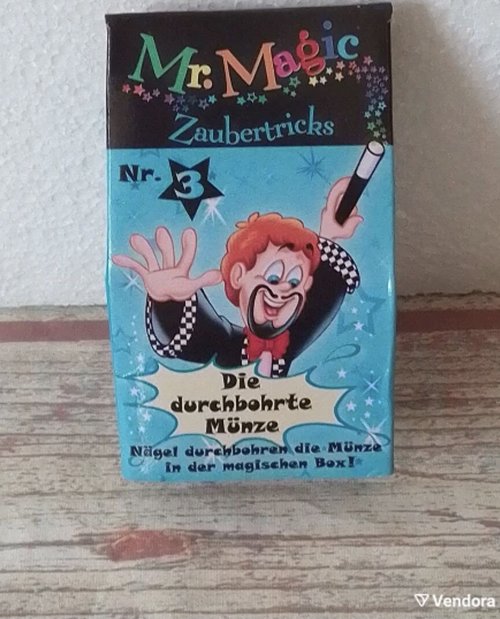 Mr. Magic
Zaubertricks
Nr. 3
Die
durchbohrte
Münze
Nägel durchbohren die Münze
in der magischen Box!
Vendora